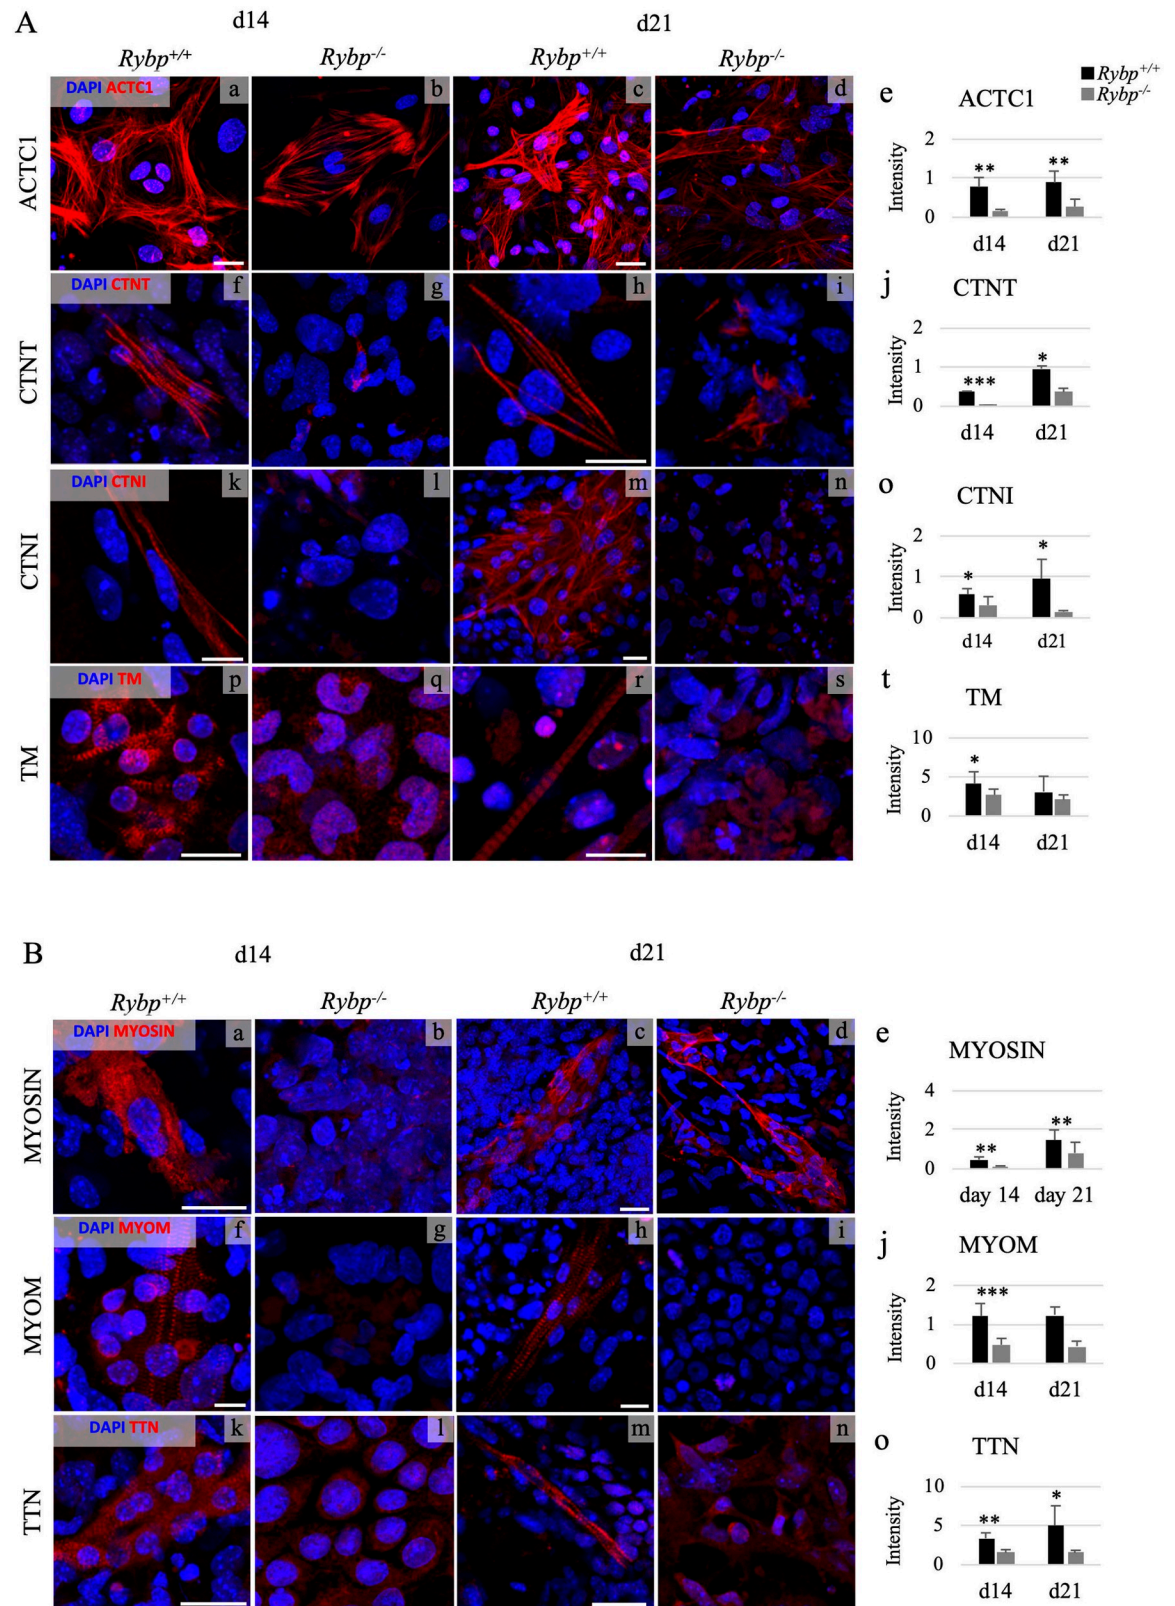 A
d14
d21
Rybp+/+
Rybp-/-
Rybp+/+
Rybp-/-
Rybp+/+
Rybp-/-
ACTC1
DAPI ACTC1
a
b
c
d
e
ACTC1
Intensity
2
1
0
**
**
d14
d21
CTNT
DAPI CTNT
f
g
h
i
j
CTNT
Intensity
2
1
0
***
*
d14
d21
CTNI
DAPI CTNI
k
l
m
n
o
CTNI
Intensity
2
1
0
*
*
d14
d21
TM
DAPI TM
p
q
r
s
t
TM
Intensity
10
5
0
*
d14
d21
B
d14
d21
Rybp+/+
Rybp-/-
Rybp+/+
Rybp-/-
MYOSIN
DAPI MYOSIN
a
b
c
d
e
MYOSIN
Intensity
4
2
0
**
**
day 14
day 21
MYOM
DAPI MYOM
f
g
h
i
j
MYOM
Intensity
2
1
0
***
d14
d21
TTN
DAPI TTN
k
l
m
n
o
TTN
Intensity
10
5
0
**
*
d14
d21